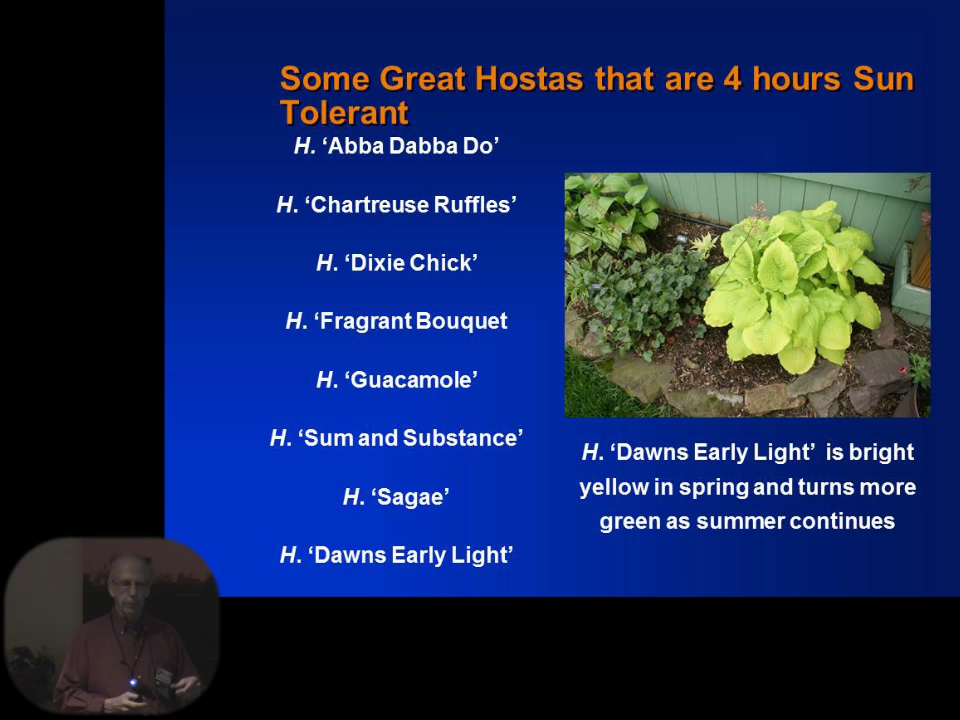 Some Great Hostas that are 4 hours Sun
Tolerant
H. ‘Abba Dabba Do’
H. ‘Chartreuse Ruffles’
H. ‘Dixie Chick’
H. ‘Fragrant Bouquet
H. ‘Guacamole’
H. ‘Sum and Substance’
H. ‘Sagae’
H. ‘Dawns Early Light’
H. ‘Dawns Early Light’ is bright
yellow in spring and turns more
green as summer continues